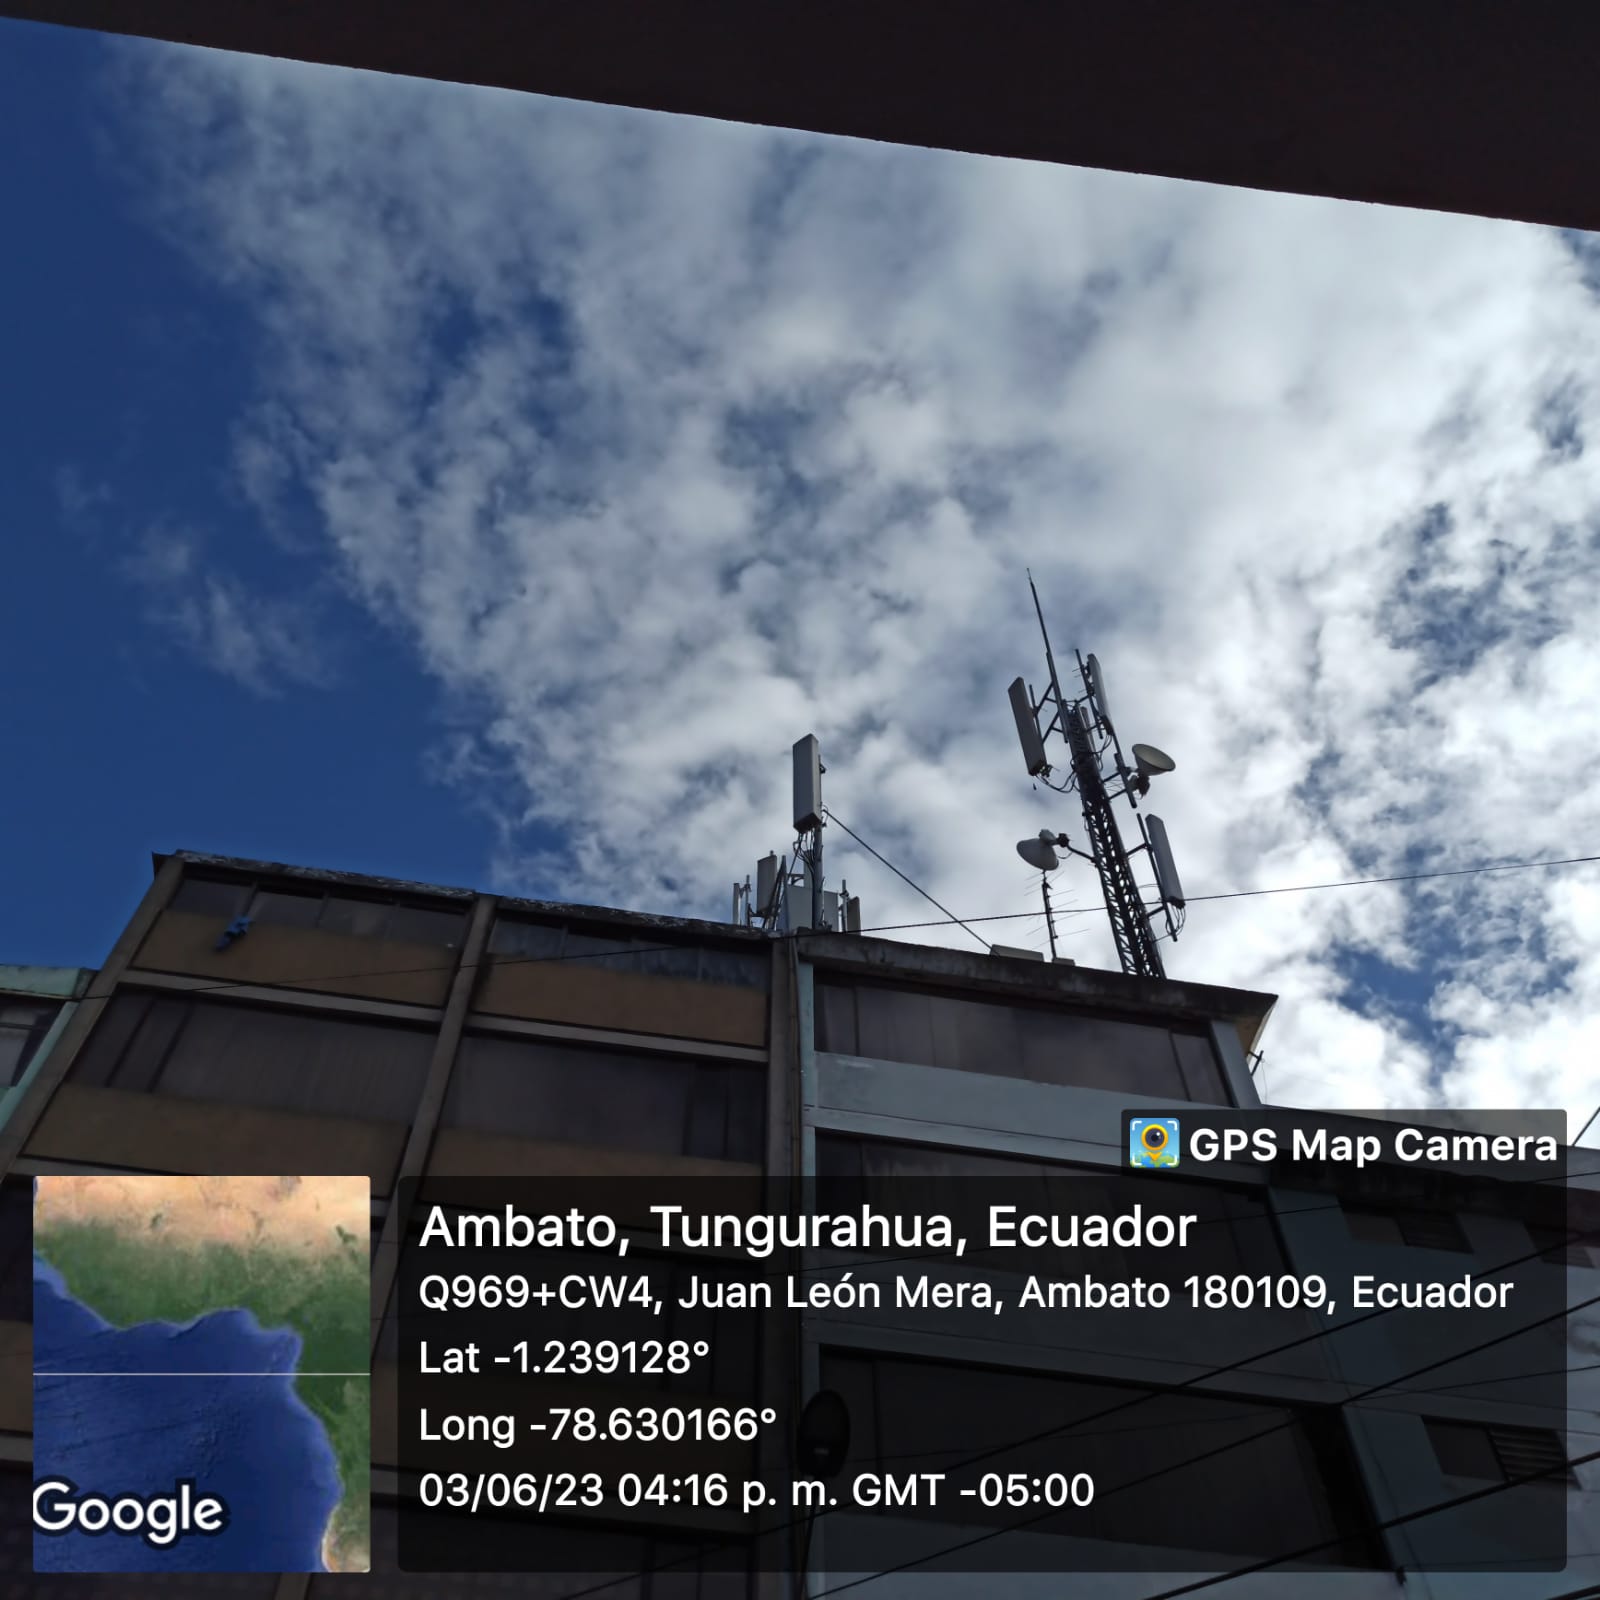 GPS Map Camera
Ambato, Tungurahua, Ecuador
Q969+CW4, Juan León Mera, Ambato 180109, Ecuador
Lat -1.239128°
Long -78.630166°
03/06/23 04:16 p. m. GMT -05:00
Google